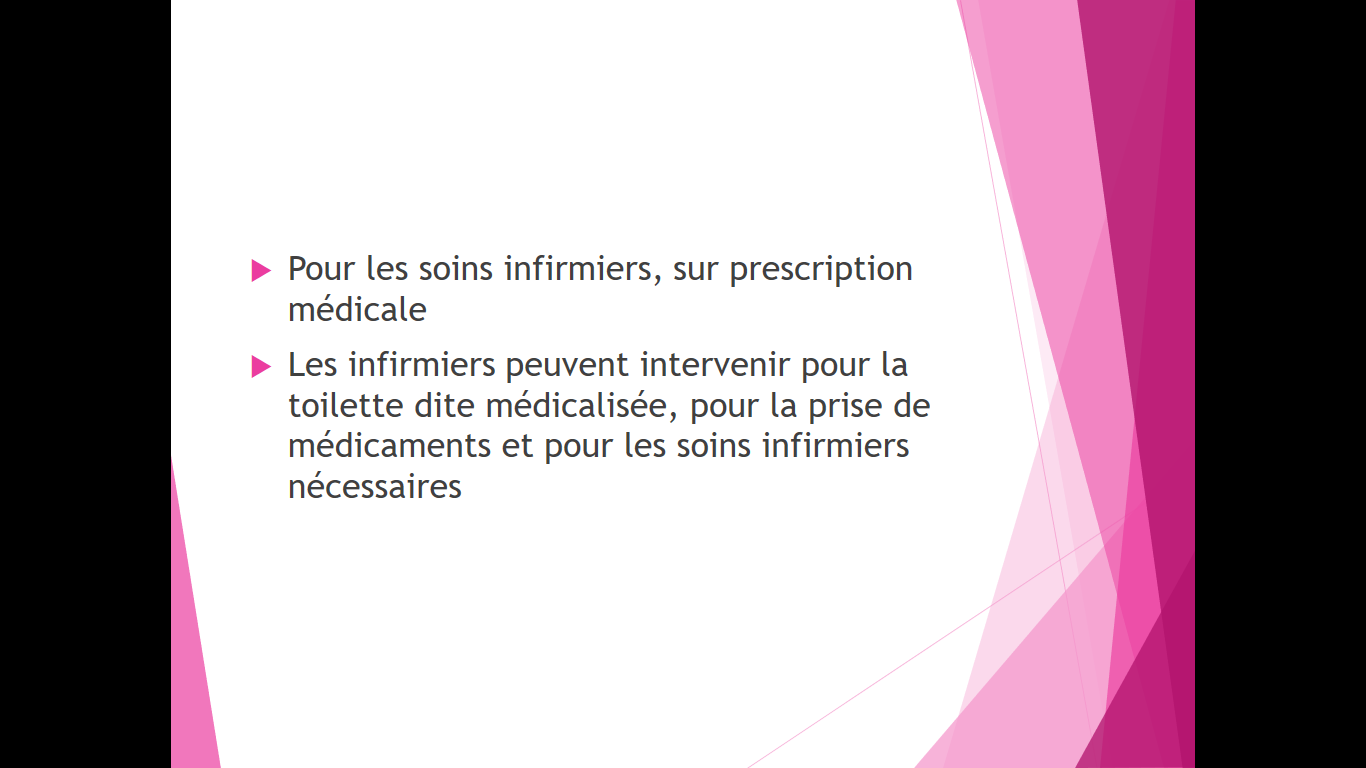 Pour les soins infirmiers, sur prescription
médicale
Les infirmiers peuvent intervenir pour la
toilette dite médicalisée, pour la prise de
médicaments et pour les soins infirmiers
nécessaires